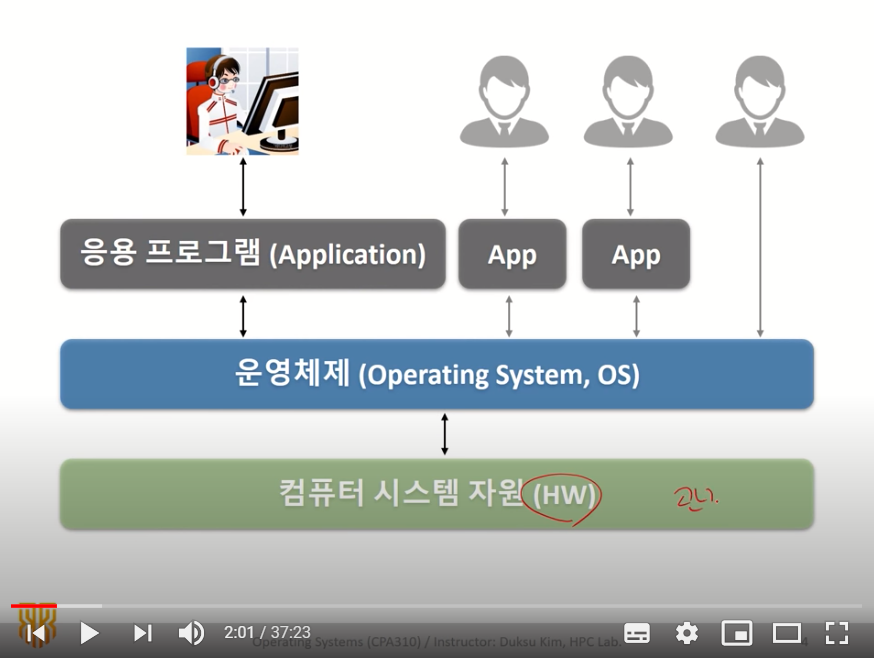 응용 프로그램 (Application)
App
App
운영체제 (Operating System, OS)
컴퓨터 시스템 자원 (HW)
2:01 / 37:23
Operating Systems (CPA310) / Instructor: Duksu Kim, HPC Lab.
4